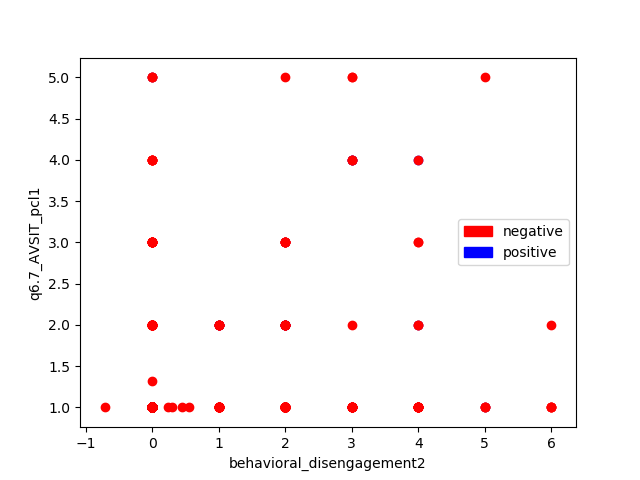 5.0
4.5
4.0
3.5
3.0
2.5
2.0
1.5
1.0
q6.7_AVSIT_pcl1
negative
positive
−1 0 1 2 3 4 5 6
behavioral_disengagement2